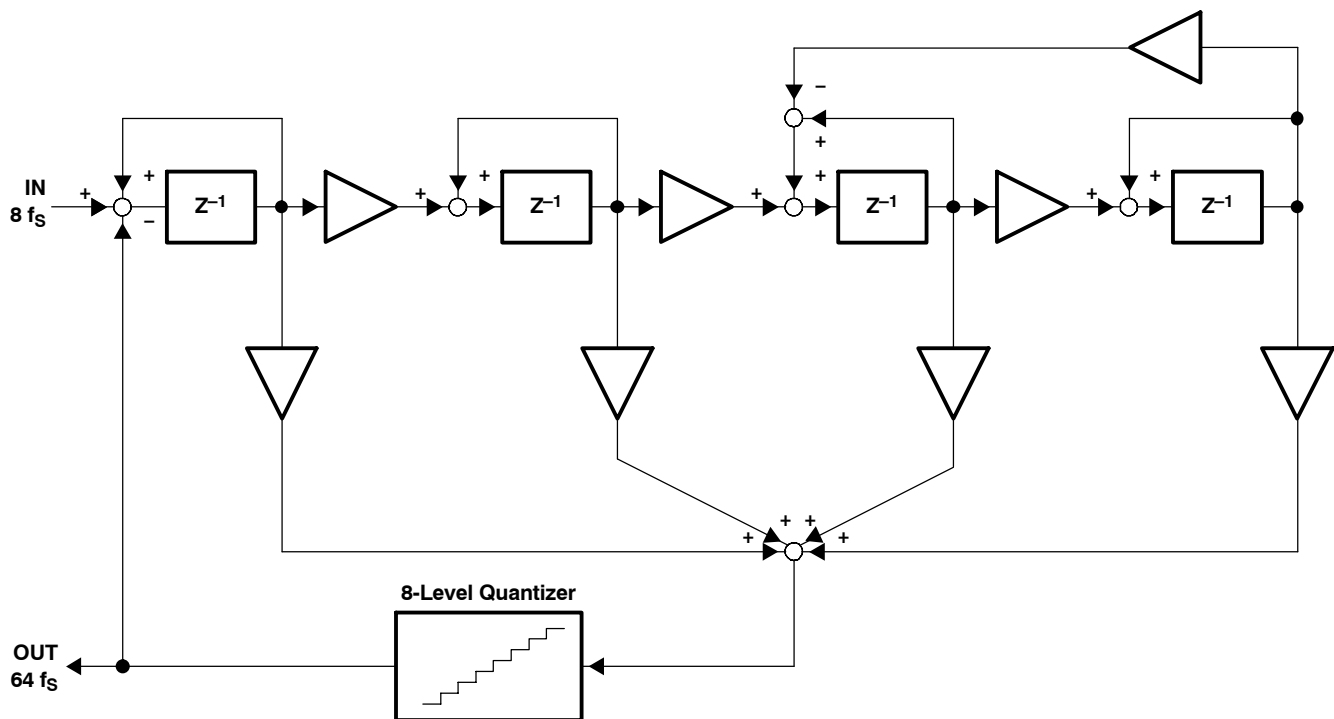 –
+
+
IN
8 fS
+
–
Z–1
+
+
Z–1
+
+
Z–1
+
+
Z–1
+
+
+
+
8-Level Quantizer
OUT
64 fS